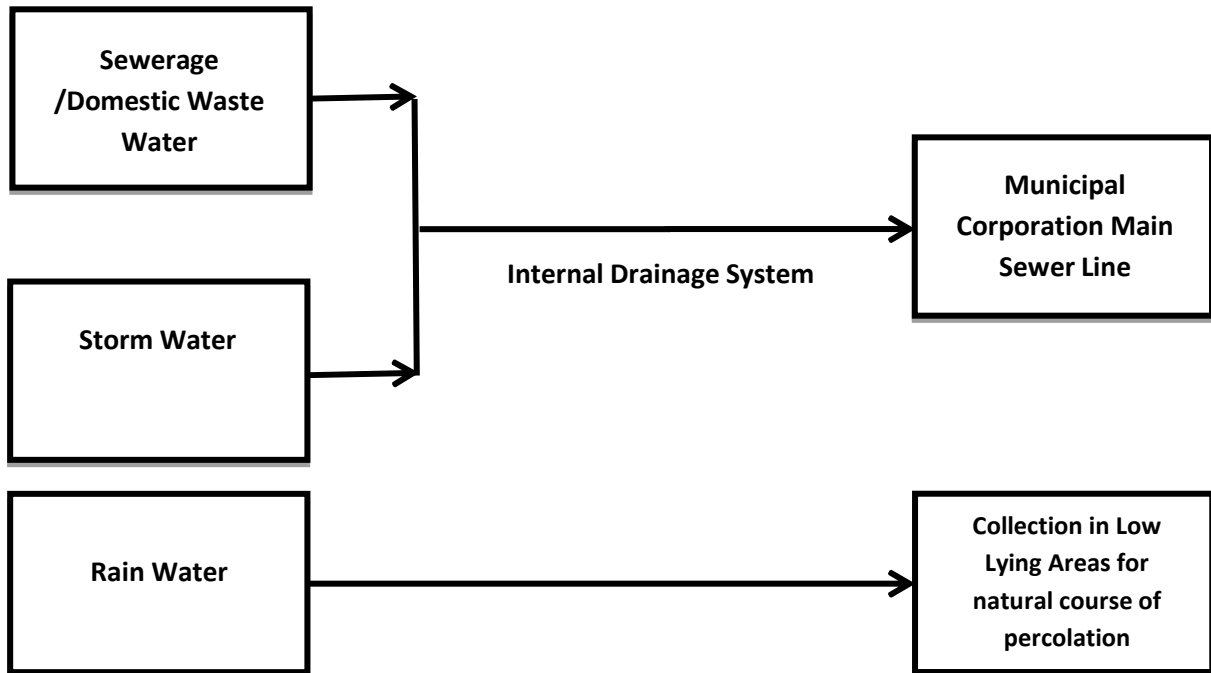 Sewerage
/Domestic Waste
Water
Municipal
Corporation Main
Sewer Line
Internal Drainage System
Storm Water
Rain Water
Collection in Low
Lying Areas for
natural course of
percolation